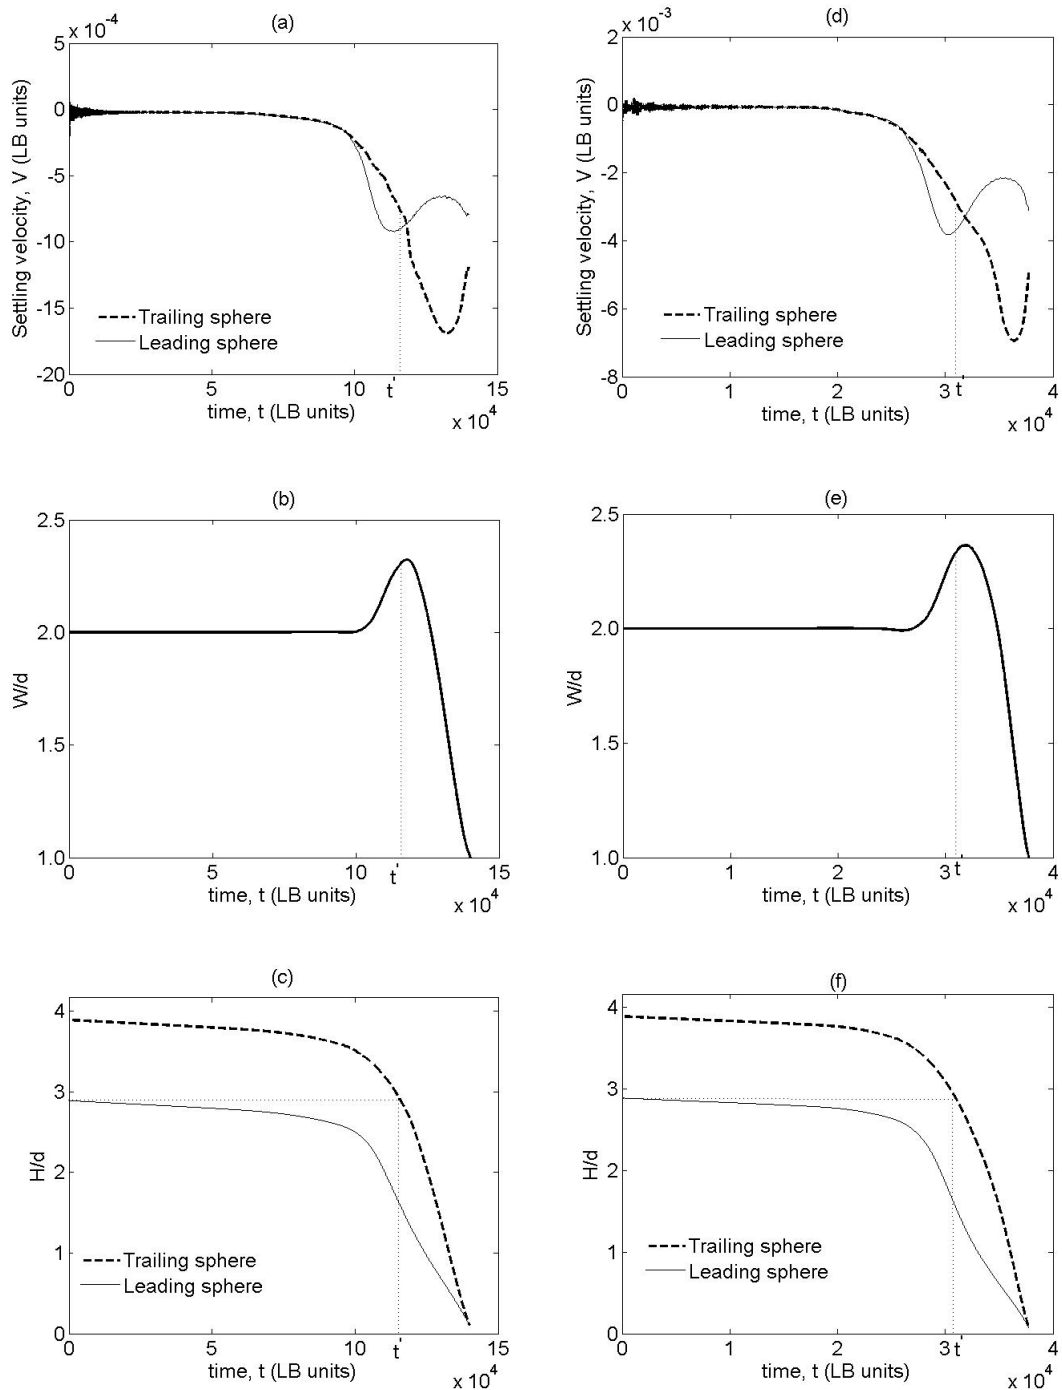 (a)
x 10^-4
5
0
-5
-10
-15
-20
Settling velocity, V (LB units)
Trailing sphere
Leading sphere
0 5 10 t' 15
time, t (LB units)
x 10^4
(d)
x 10^-3
2
0
-2
-4
-6
-8
Settling velocity, V (LB units)
Trailing sphere
Leading sphere
0 1 2 3 t' 4
time, t (LB units)
x 10^4
(b)
2.5
2.0
1.5
1.0
W/d
0 5 10 t' 15
time, t (LB units)
x 10^4
(e)
2.5
2.0
1.5
1.0
W/d
0 1 2 3 t' 4
time, t (LB units)
x 10^4
(c)
4
3
2
1
0
H/d
Trailing sphere
Leading sphere
0 5 10 t' 15
time, t (LB units)
x 10^4
(f)
4
3
2
1
0
H/d
Trailing sphere
Leading sphere
0 1 2 3 t' 4
time, t (LB units)
x 10^4